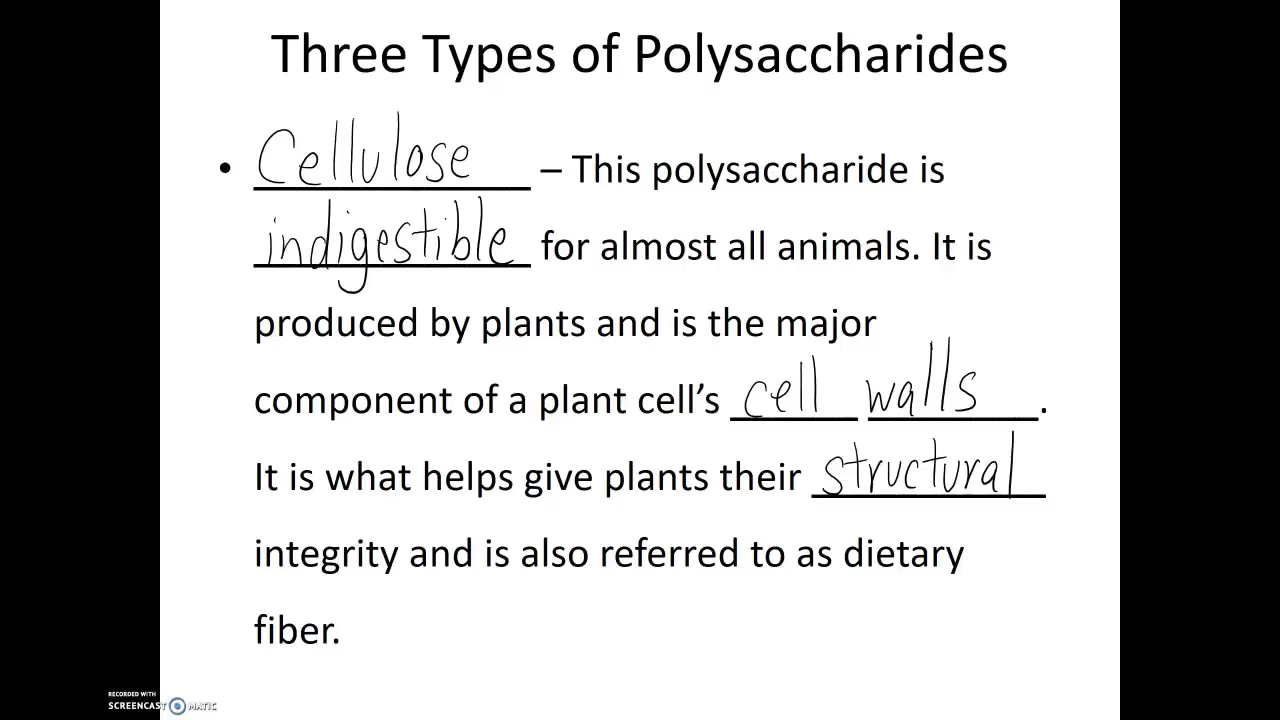 Three Types of Polysaccharides
• Cellulose – This polysaccharide is
indigestible for almost all animals. It is
produced by plants and is the major
component of a plant cell’s cell walls.
It is what helps give plants their structural
integrity and is also referred to as dietary
fiber.
RECORDED WITH
SCREENCAST MATIC